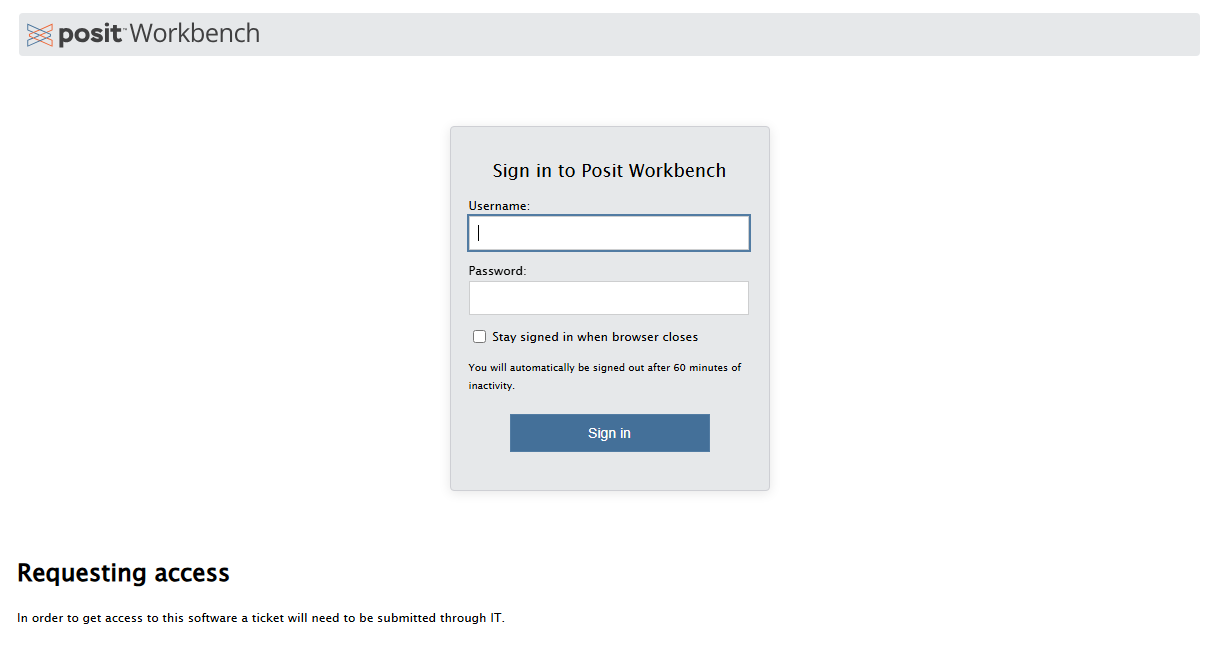 posit™ Workbench
Sign in to Posit Workbench
Username:
Password:
Stay signed in when browser closes
You will automatically be signed out after 60 minutes of
inactivity.
Sign in
Requesting access
In order to get access to this software a ticket will need to be submitted through IT.